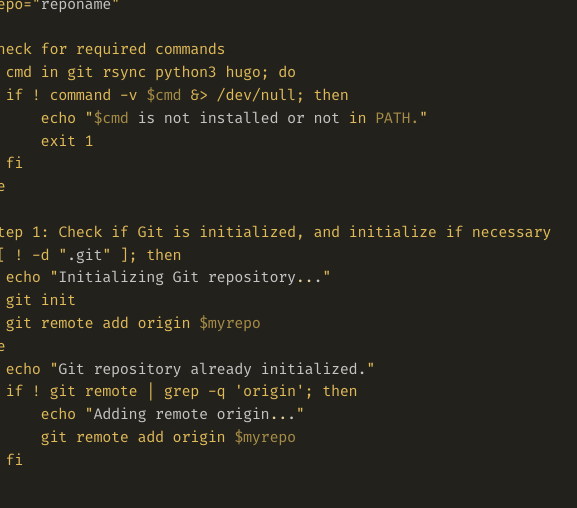 epo="reponame"
heck for required commands
cmd in git rsync python3 hugo; do
if ! command -v $cmd &> /dev/null; then
echo "$cmd is not installed or not in PATH."
exit 1
fi
e
tep 1: Check if Git is initialized, and initialize if necessary
[ ! -d ".git" ]; then
echo "Initializing Git repository..."
git init
git remote add origin $myrepo
e
echo "Git repository already initialized."
if ! git remote | grep -q 'origin'; then
echo "Adding remote origin..."
git remote add origin $myrepo
fi